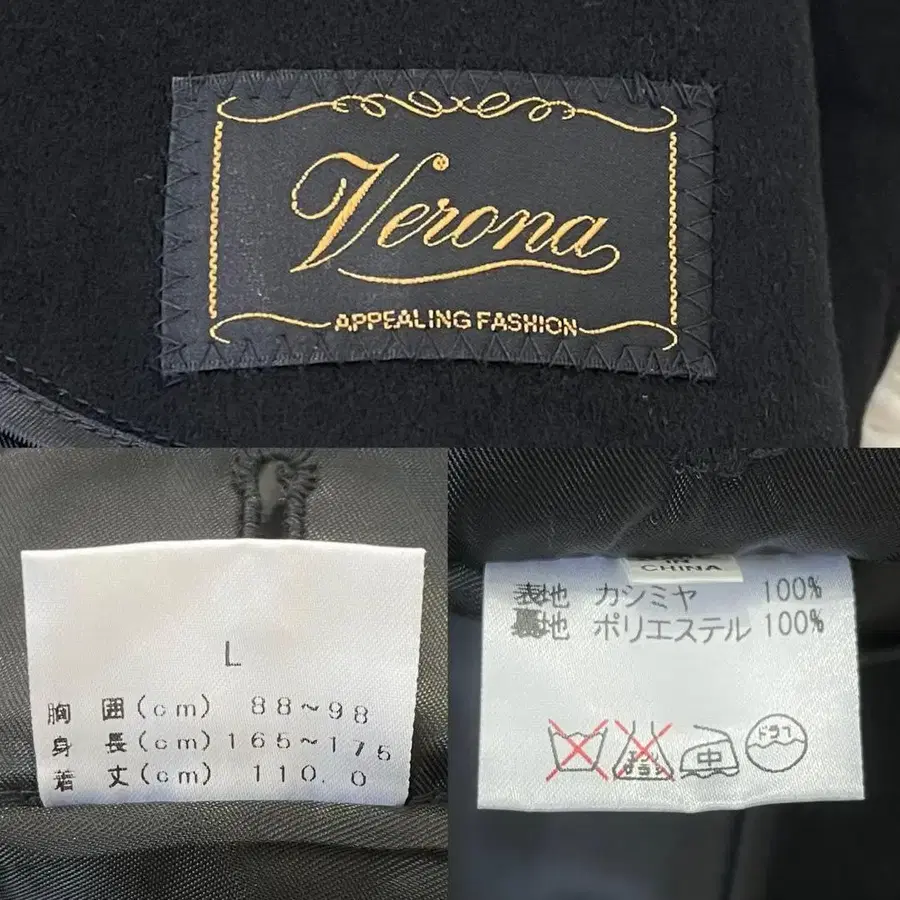 Verona
APPEALING FASHION
L
胸 囲(cm) 88~98
身 長(cm) 165~175
着 丈(cm) 110.0
IN
CHINA
表地 カシミヤ 100%
裏地 ポリエステル 100%
中
ドライ